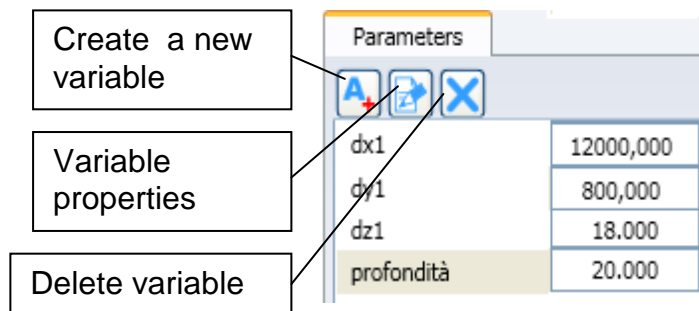 Create a new
variable
Variable
properties
Delete variable
Parameters
A+
dx1 12000,000
dy1 800,000
dz1 18.000
profondità 20.000